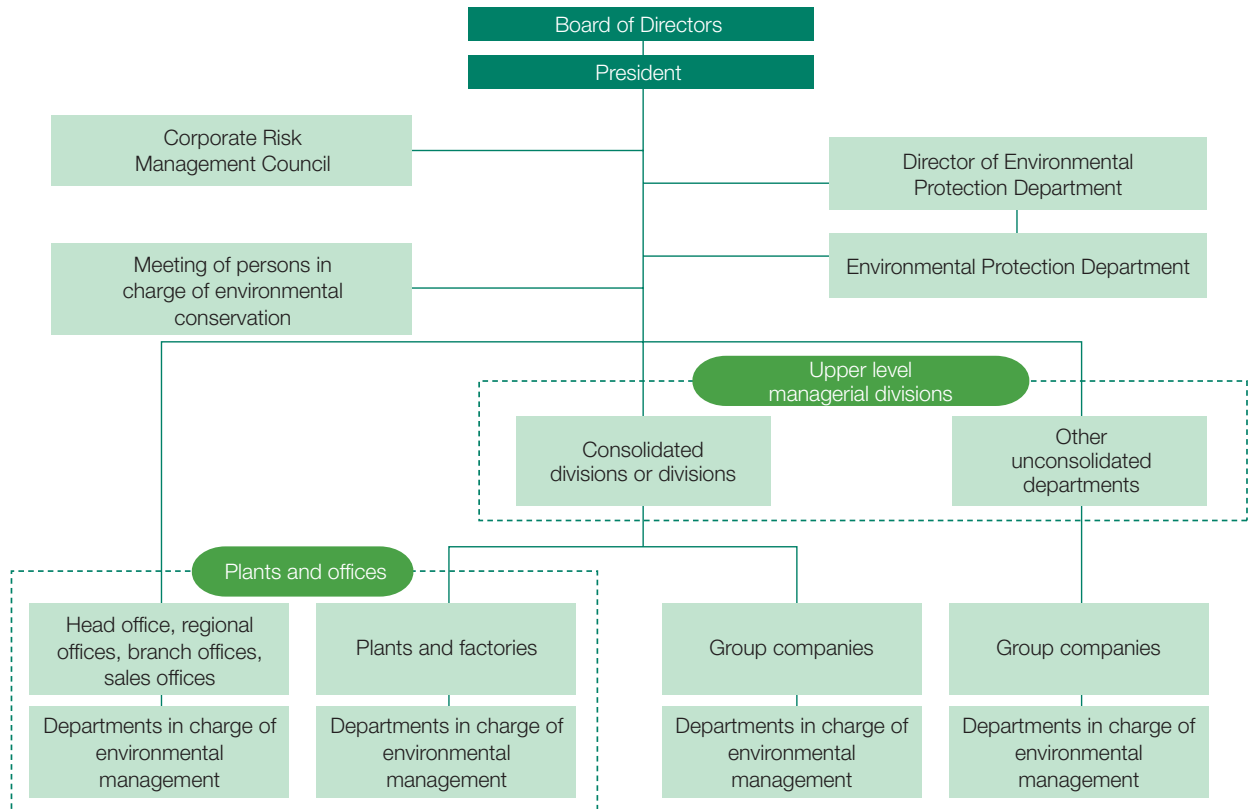 Board of Directors
President
Corporate Risk
Management Council
Director of Environmental
Protection Department
Meeting of persons in
charge of environmental
conservation
Environmental Protection Department
Upper level
managerial divisions
Consolidated
divisions or divisions
Other
unconsolidated
departments
Plants and offices
Head office, regional
offices, branch offices,
sales offices
Plants and factories
Group companies
Group companies
Departments in charge of
environmental
management
Departments in charge of
environmental
management
Departments in charge of
environmental
management
Departments in charge of
environmental
management